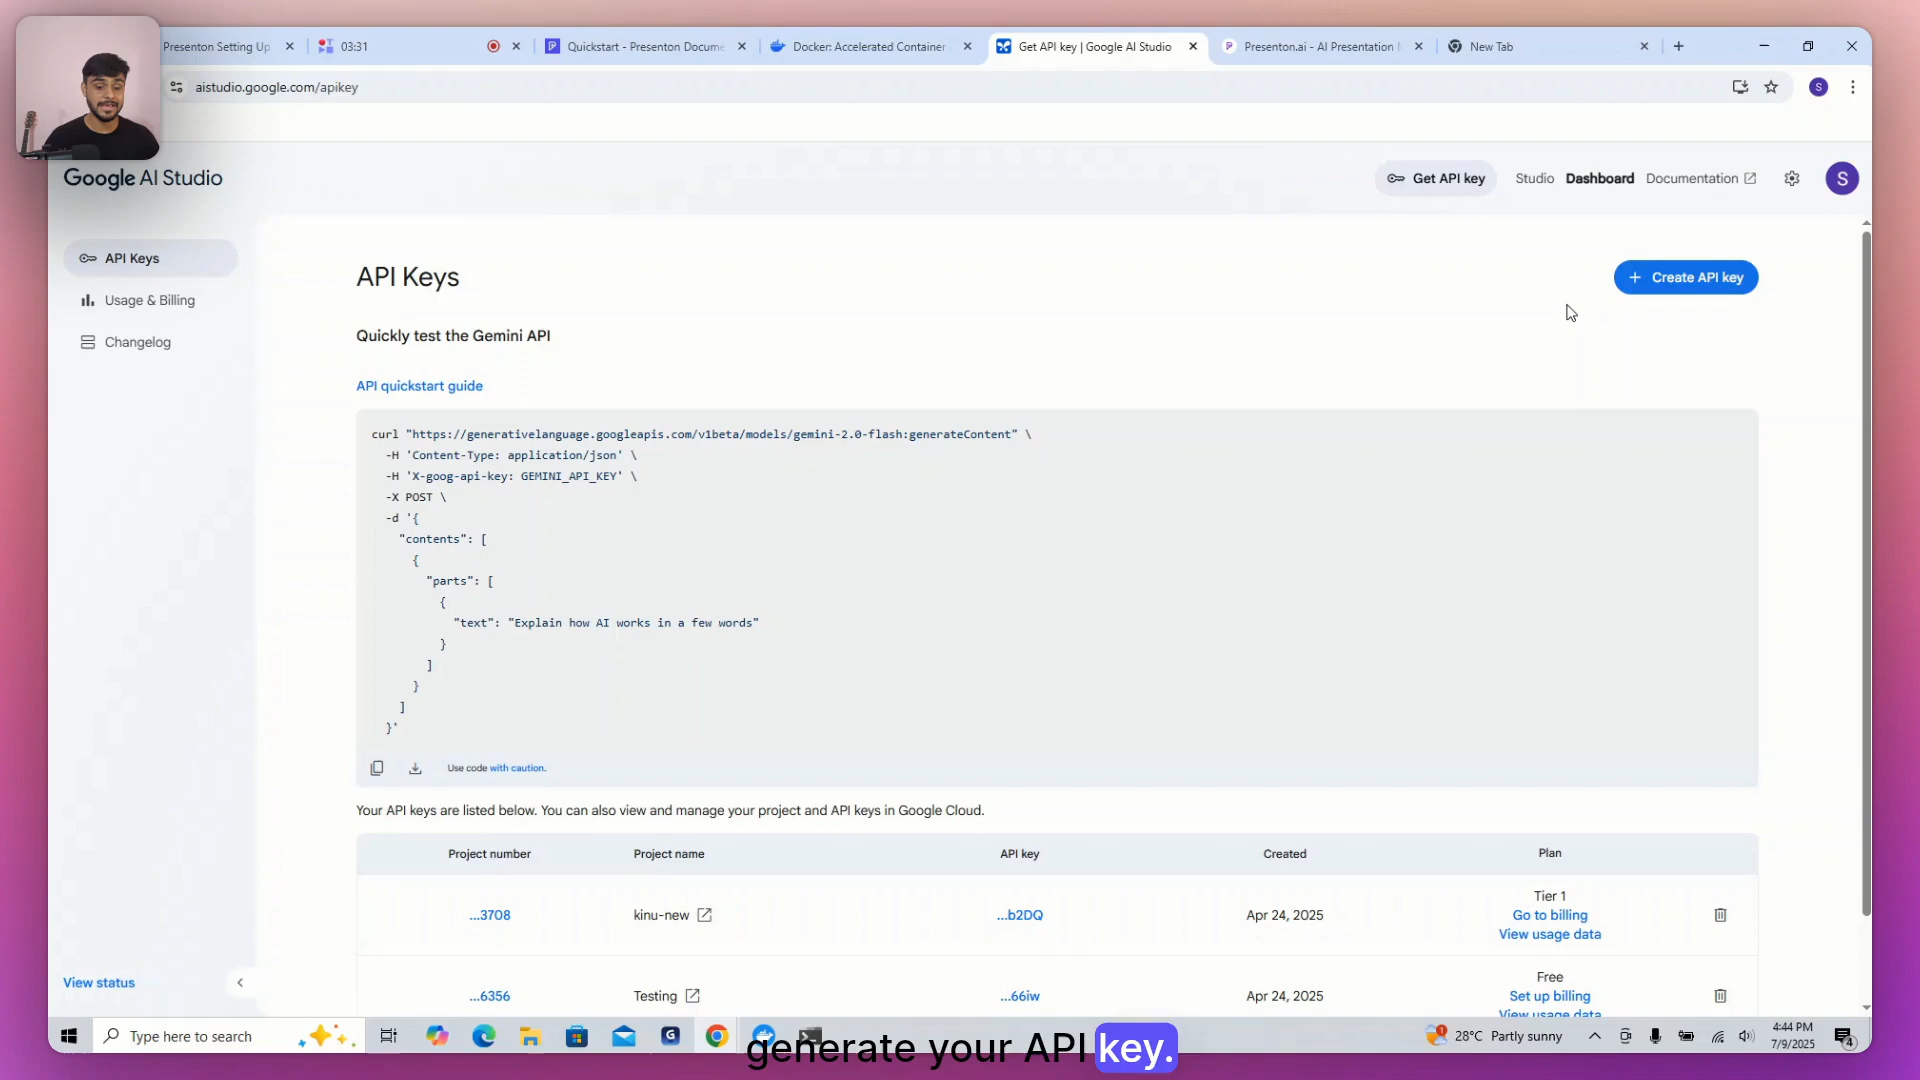 Presenton Setting Up
03:31
Quickstart - Presenton Docume
Docker: Accelerated Container
Get API key | Google AI Studio
Presenton.ai - AI Presentation
New Tab
aistudio.google.com/apikey
S
Google AI Studio
Get API key
Studio
Dashboard
Documentation
S
API Keys
Usage & Billing
Changelog
API Keys
Create API key
Quickly test the Gemini API
API quickstart guide
curl "https://generativelanguage.googleapis.com/v1beta/models/gemini-2.0-flash:generateContent" \
-H 'Content-Type: application/json' \
-H 'X-goog-api-key: GEMINI_API_KEY' \
-X POST \
-d '{
"contents": [
{
"parts": [
{
"text": "Explain how AI works in a few words"
}
]
}
]
}'
Use code with caution.
Your API keys are listed below. You can also view and manage your project and API keys in Google Cloud.
Project number Project name API key Created Plan
...3708 kinu-new ...b2DQ Apr 24, 2025 Tier 1
Go to billing
View usage data
...6356 Testing ...66iw Apr 24, 2025 Free
Set up billing
View usage data
View status
Type here to search
28°C Partly sunny
4:44 PM
7/9/2025
4
generate your API key.